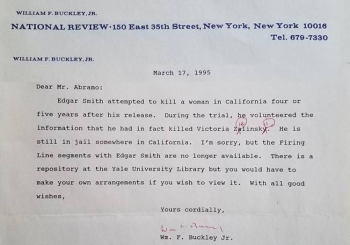 WILLIAM F. BUCKLEY, JR.
NATIONAL REVIEW·150 East 35th Street, New York, New York 10016
Tel. 679-7330
WILLIAM F. BUCKLEY, JR.
March 17, 1995
Dear Mr. Abramo:
Edgar Smith attempted to kill a woman in California four or
five years after his release. During the trial, he volunteered the
information that he had in fact killed Victoria Zelinsky. He is
still in jail somewhere in California. I'm sorry, but the Firing
Line segments with Edgar Smith are no longer available. There is a
repository at the Yale University Library but you would have to
make your own arrangements if you wish to view it. With all good
wishes,
Yours cordially,
Wm. F. Buckley Jr.